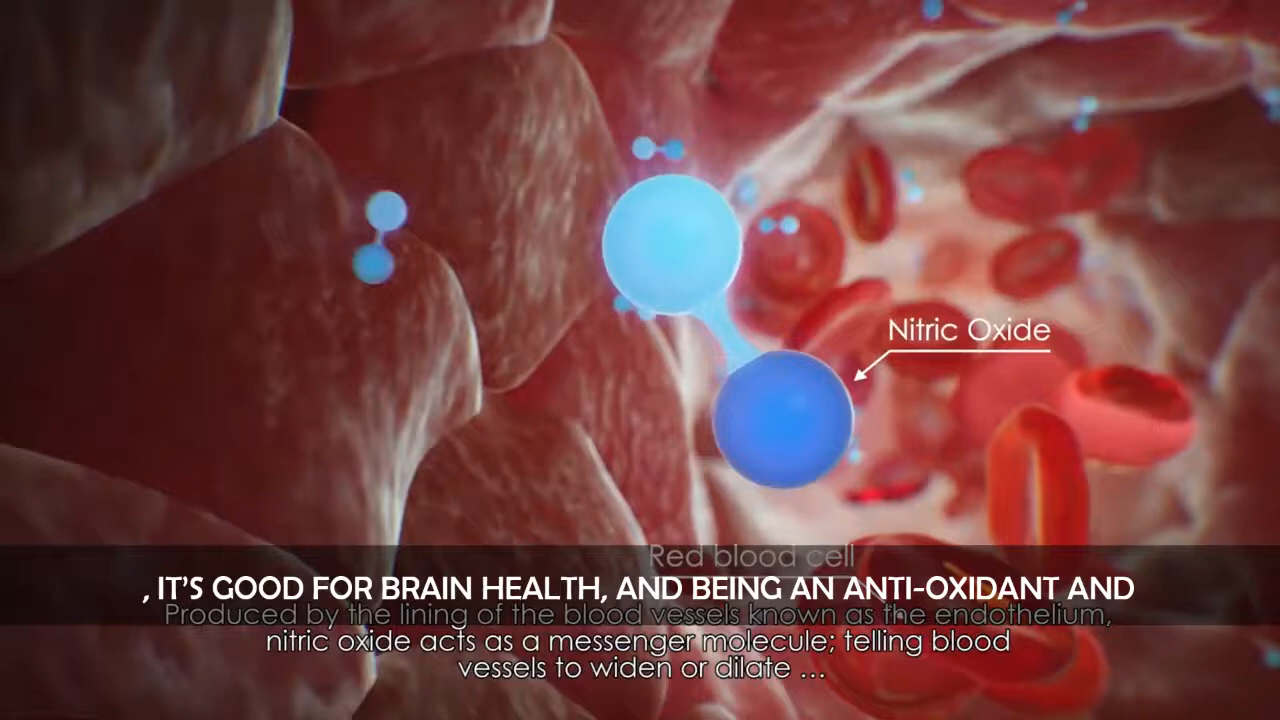 Nitric Oxide
Red blood cell
, IT'S GOOD FOR BRAIN HEALTH, AND BEING AN ANTI-OXIDANT AND
Produced by the lining of the blood vessels known as the endothelium,
nitric oxide acts as a messenger molecule; telling blood
vessels to widen or dilate ...